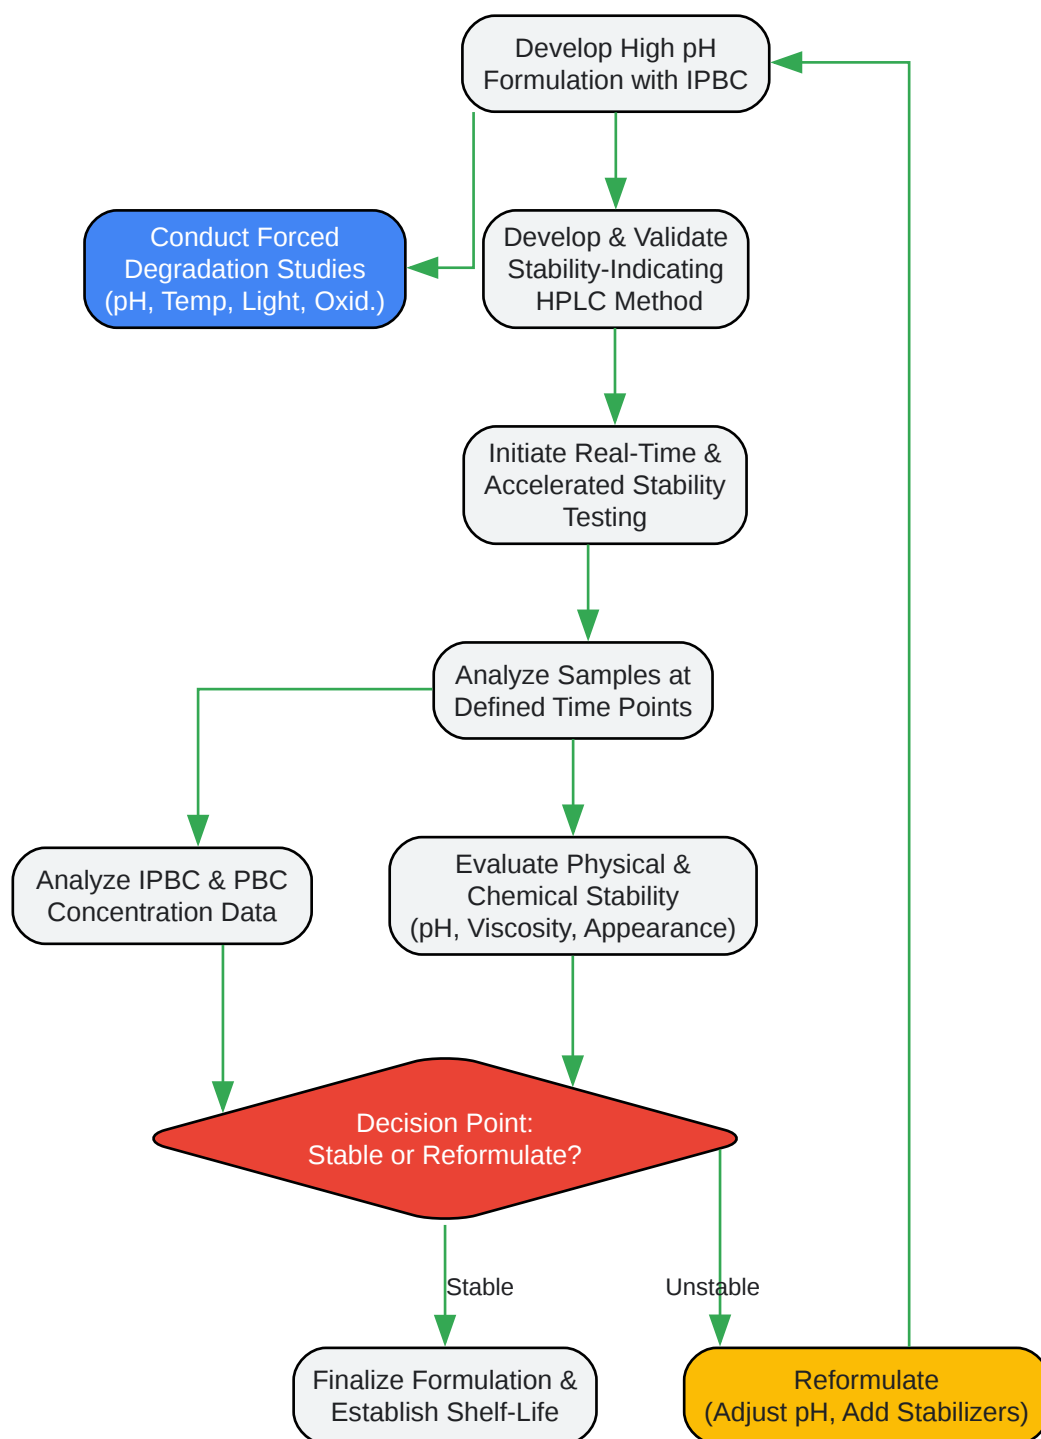 Develop High pH
Formulation with IPBC
Conduct Forced
Degradation Studies
(pH, Temp, Light, Oxid.)
Develop & Validate
Stability-Indicating
HPLC Method
Initiate Real-Time &
Accelerated Stability
Testing
Analyze Samples at
Defined Time Points
Analyze IPBC & PBC
Concentration Data
Evaluate Physical &
Chemical Stability
(pH, Viscosity, Appearance)
Decision Point:
Stable or Reformulate?
Stable
Unstable
Finalize Formulation &
Establish Shelf-Life
Reformulate
(Adjust pH, Add Stabilizers)